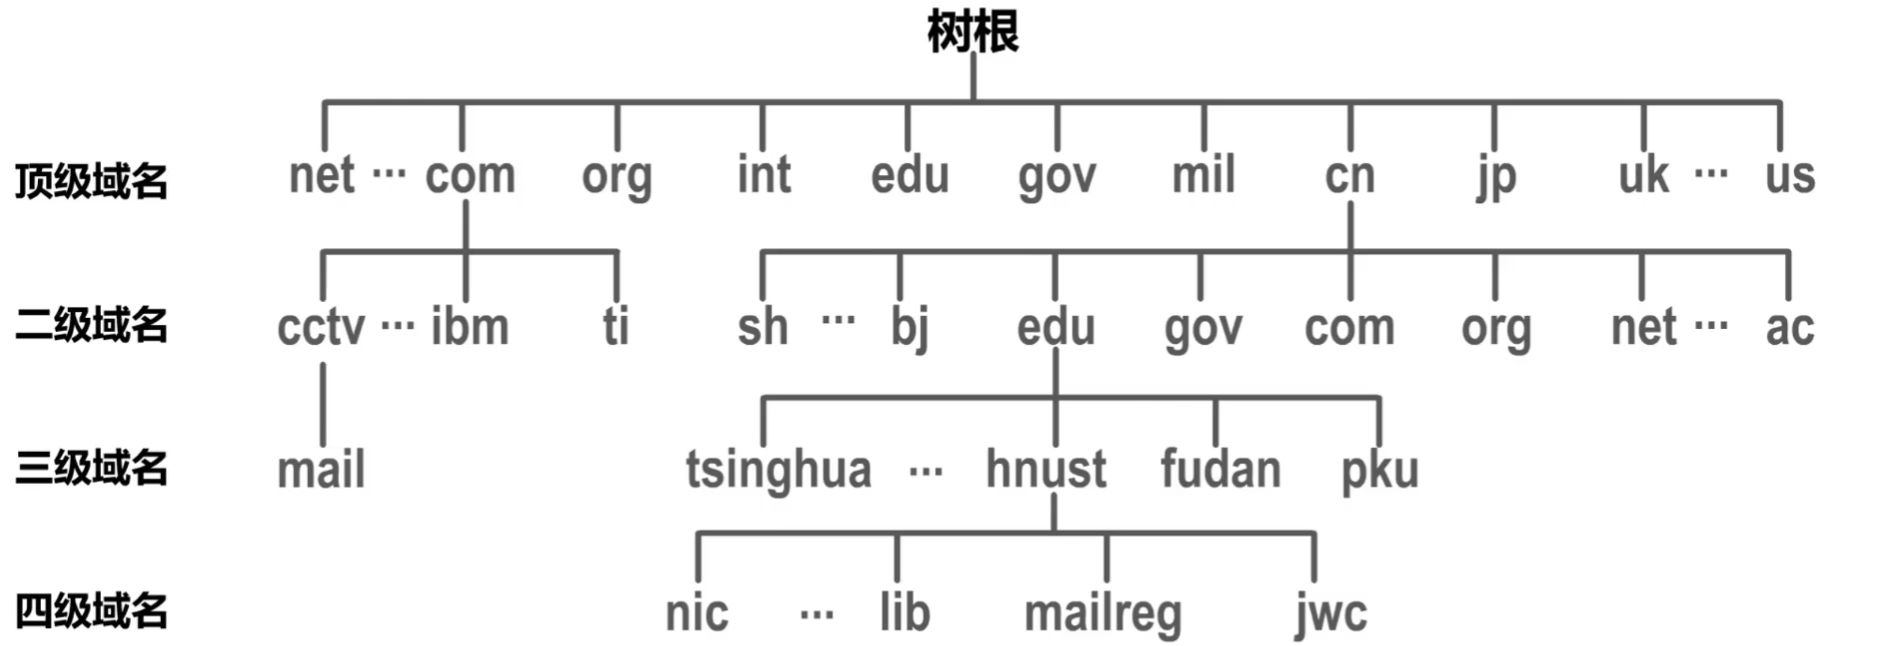 树根
顶级域名 net ··· com org int edu gov mil cn jp uk ··· us
二级域名 cctv ··· ibm ti sh ··· bj edu gov com org net ··· ac
三级域名 mail tsinghua ··· hnust fudan pku
四级域名 nic ··· lib mailreg jwc